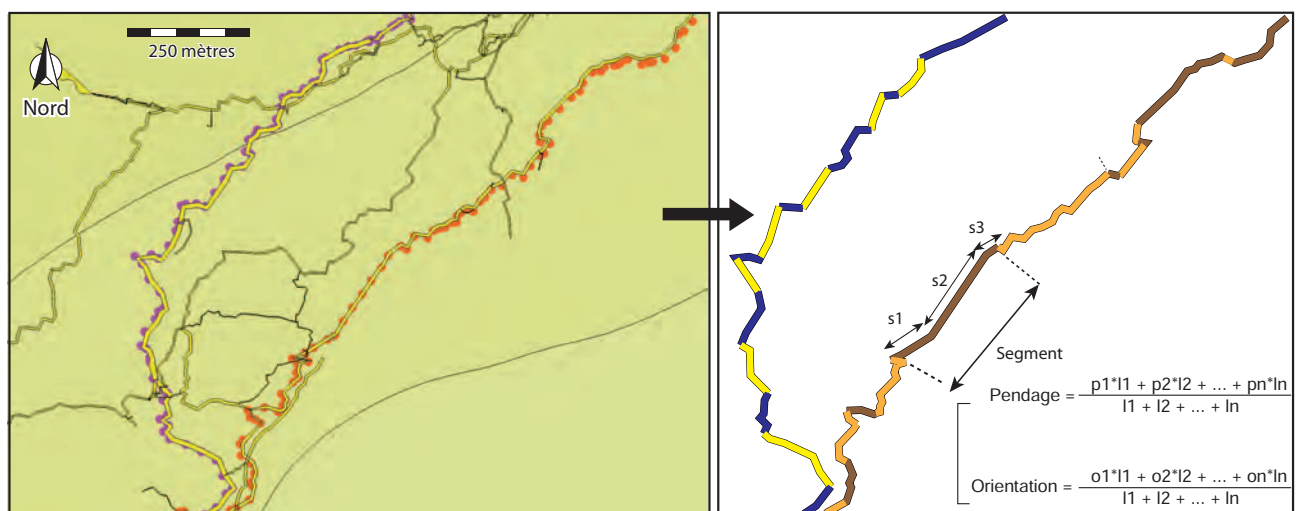 250 mètres
Nord
s3
s2
s1
Segment
Pendage = p1*l1 + p2*l2 + ... + pn*ln
l1 + l2 + ... + ln
Orientation = o1*l1 + o2*l2 + ... + on*ln
l1 + l2 + ... + ln